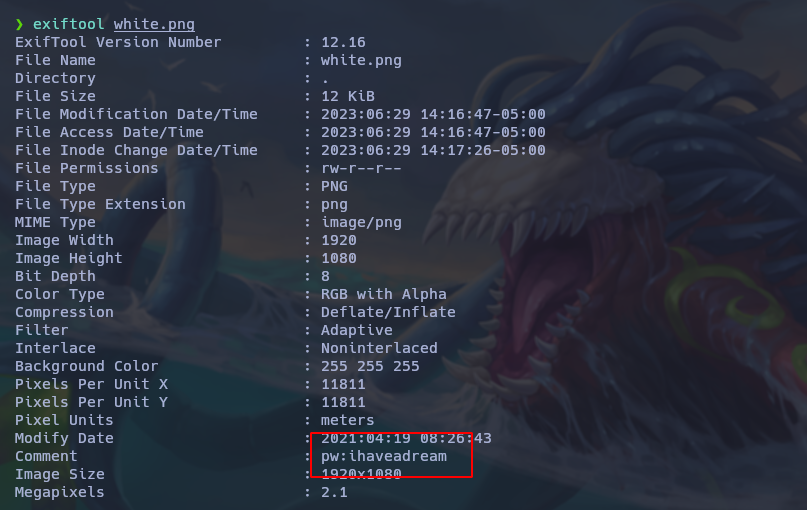 ❯ exiftool white.png
ExifTool Version Number : 12.16
File Name : white.png
Directory : .
File Size : 12 KiB
File Modification Date/Time : 2023:06:29 14:16:47-05:00
File Access Date/Time : 2023:06:29 14:16:47-05:00
File Inode Change Date/Time : 2023:06:29 14:17:26-05:00
File Permissions : rw-r--r--
File Type : PNG
File Type Extension : png
MIME Type : image/png
Image Width : 1920
Image Height : 1080
Bit Depth : 8
Color Type : RGB with Alpha
Compression : Deflate/Inflate
Filter : Adaptive
Interlace : Noninterlaced
Background Color : 255 255 255
Pixels Per Unit X : 11811
Pixels Per Unit Y : 11811
Pixel Units : meters
Modify Date : 2021:04:19 08:26:43
Comment : pw:ihaveadream
Image Size : 1920x1080
Megapixels : 2.1